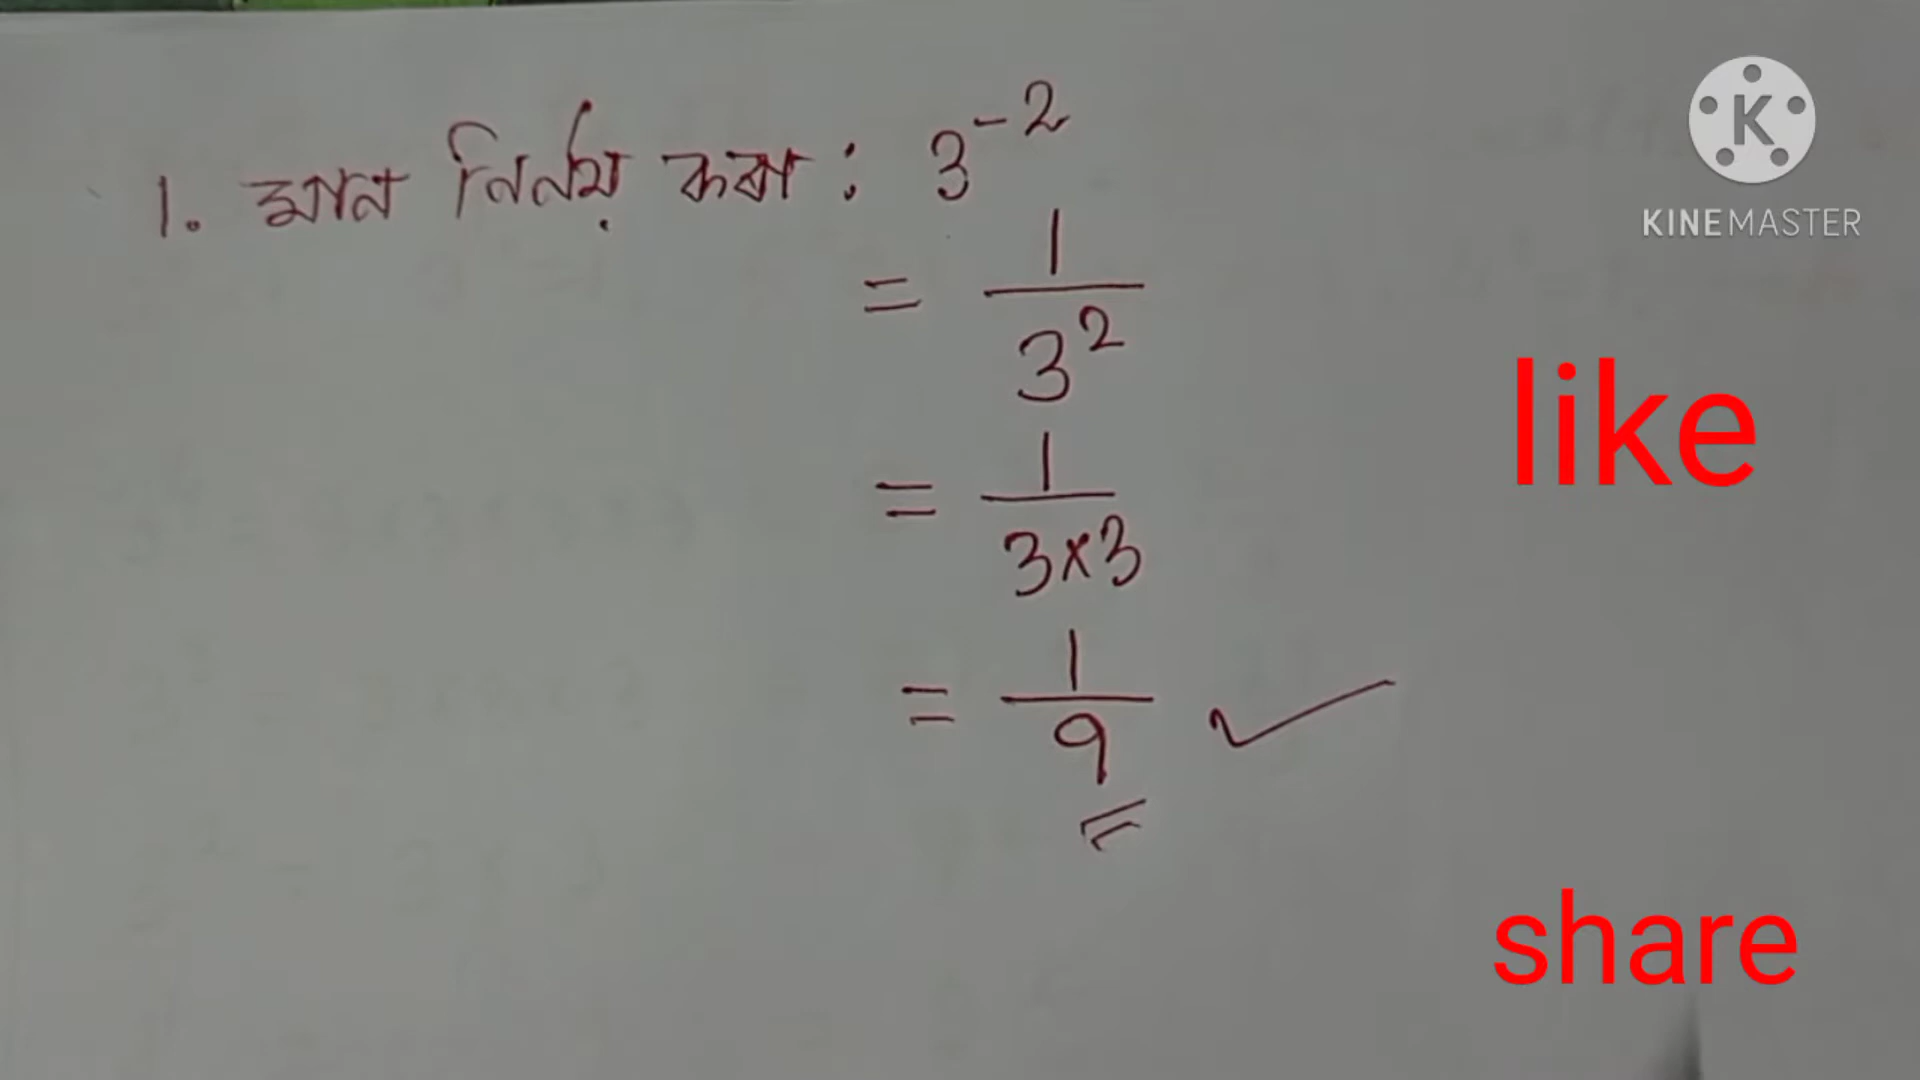 1. মান নিৰ্ণয় কৰা : 3⁻²
= 1/3²
= 1/3×3
= 1/9 ✓
K
KINEMASTER
like
share